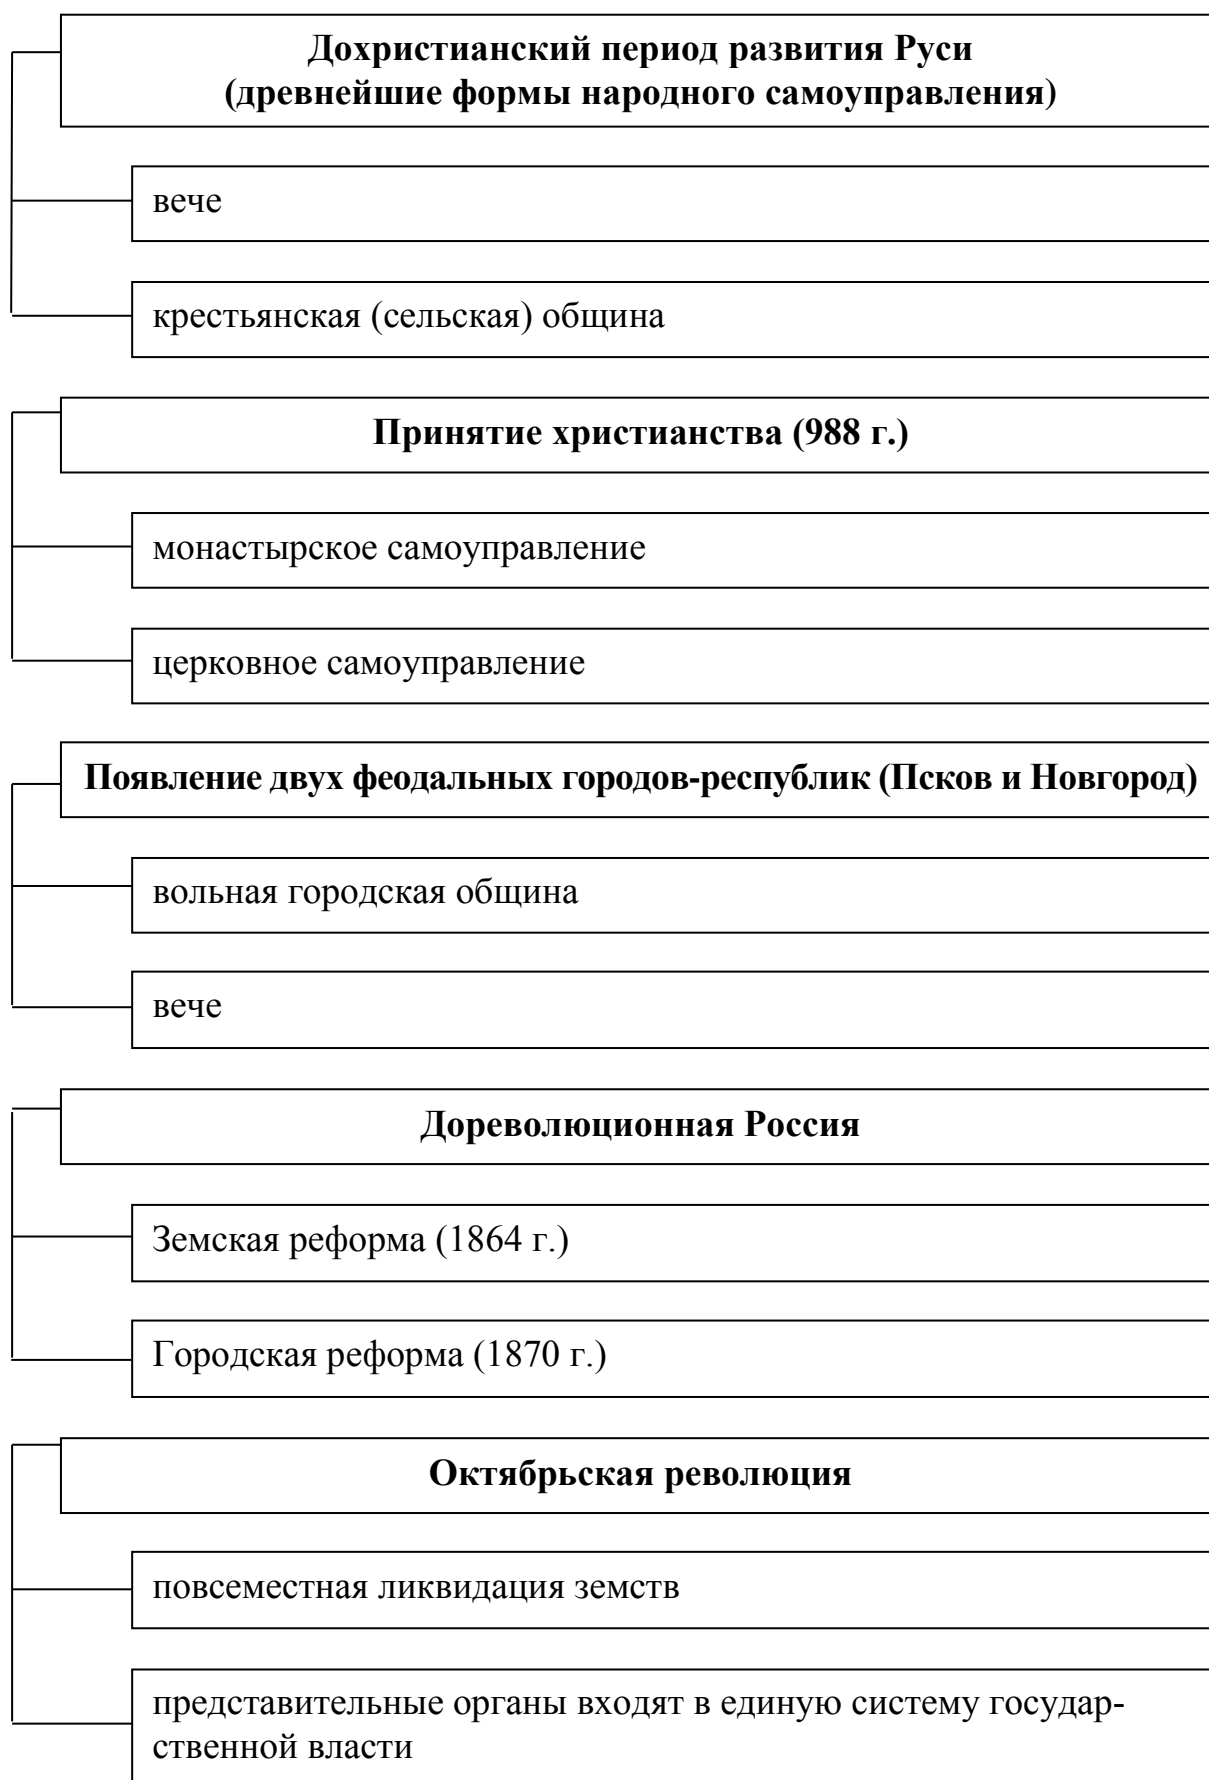 Дохристианский период развития Руси
(древнейшие формы народного самоуправления)
вече
крестьянская (сельская) община
Принятие христианства (988 г.)
монастырское самоуправление
церковное самоуправление
Появление двух феодальных городов-республик (Псков и Новгород)
вольная городская община
вече
Дореволюционная Россия
Земская реформа (1864 г.)
Городская реформа (1870 г.)
Октябрьская революция
повсеместная ликвидация земств
представительные органы входят в единую систему государ-
ственной власти